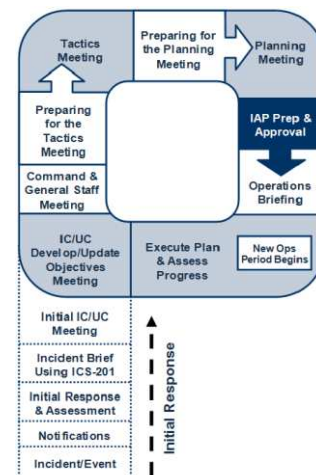 Tactics
Meeting
Preparing for
the Planning
Meeting
Planning
Meeting
Preparing
for the
Tactics
Meeting
IAP Prep &
Approval
Command &
General Staff
Meeting
Operations
Briefing
IC/UC
Develop/Update
Objectives
Meeting
Execute Plan
& Assess
Progress
New Ops
Period Begins
Initial IC/UC
Meeting
Incident Brief
Using ICS-201
Initial Response
& Assessment
Notifications
Incident/Event
Initial Response